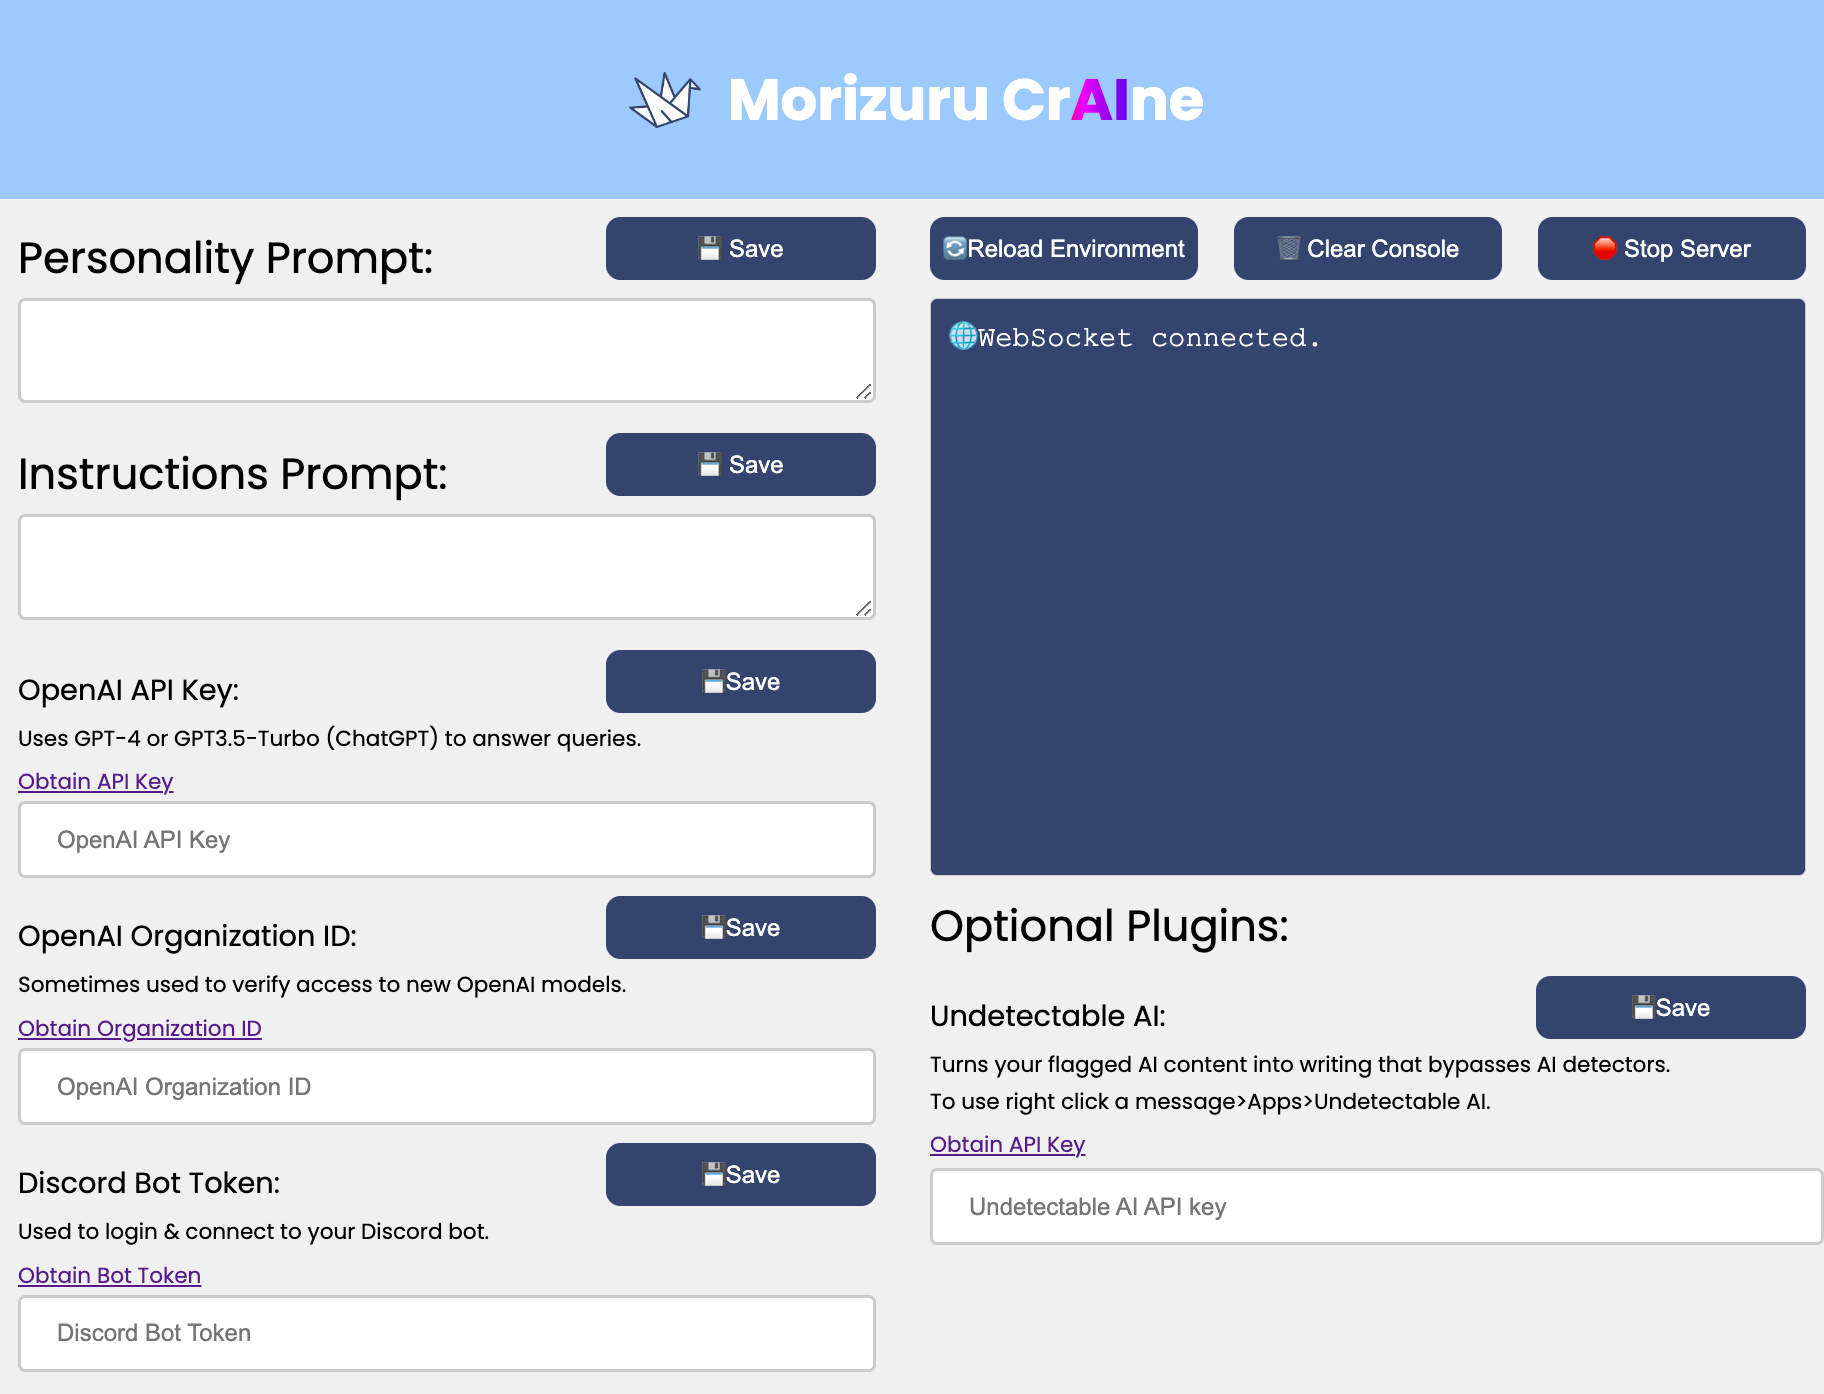 Morizuru CrAIne
Personality Prompt:
💾 Save
Instructions Prompt:
💾 Save
OpenAI API Key:
💾Save
Uses GPT-4 or GPT3.5-Turbo (ChatGPT) to answer queries.
Obtain API Key
OpenAI API Key
OpenAI Organization ID:
💾Save
Sometimes used to verify access to new OpenAI models.
Obtain Organization ID
OpenAI Organization ID
Discord Bot Token:
💾Save
Used to login & connect to your Discord bot.
Obtain Bot Token
Discord Bot Token
🔄Reload Environment
🗑️ Clear Console
🛑 Stop Server
🌐WebSocket connected.
Optional Plugins:
Undetectable AI:
💾Save
Turns your flagged AI content into writing that bypasses AI detectors.
To use right click a message>Apps>Undetectable AI.
Obtain API Key
Undetectable AI API key